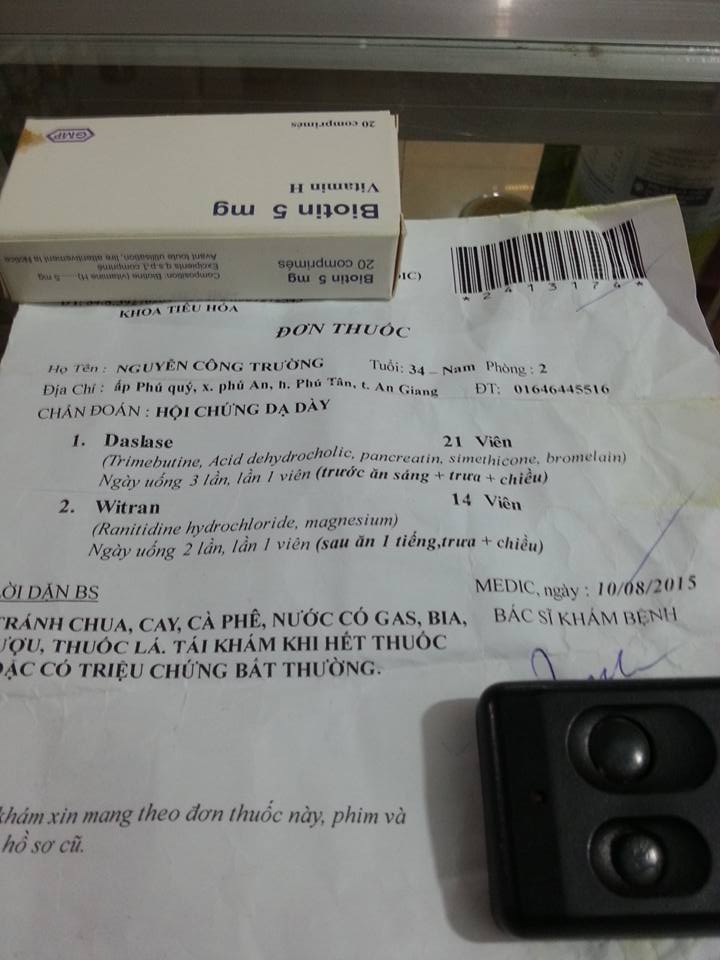 GMP
20 comprimés
Vitamin H
Biotin 5 mg
Biotin 5 mg
20 comprimés
Composition: Biotine (vitamine H)......5 mg
Excipients q.s.p.1 comprimé
Avant toute utilisation, lire attentivement la Notice
IC)
*2413174*
KHOA TIÊU HÓA
ĐƠN THUỐC
Họ Tên : NGUYỄN CÔNG TRƯỜNG Tuổi: 34 - Nam Phòng : 2
Địa Chỉ : ấp Phú quý, x. phú An, h. Phú Tân, t. An Giang ĐT: 01646445516
CHẨN ĐOÁN : HỘI CHỨNG DẠ DÀY
1. Daslase 21 Viên
(Trimebutine, Acid dehydrocholic, pancreatin, simethicone, bromelain)
Ngày uống 3 lần, lần 1 viên (trước ăn sáng + trưa + chiều)
2. Witran 14 Viên
(Ranitidine hydrochloride, magnesium)
Ngày uống 2 lần, lần 1 viên (sau ăn 1 tiếng,trưa + chiều)
ỜI DẶN BS
MEDIC, ngày : 10/08/2015
BÁC SĨ KHÁM BỆNH
TRÁNH CHUA, CAY, CÀ PHÊ, NƯỚC CÓ GAS, BIA,
ƯỢU, THUỐC LÁ. TÁI KHÁM KHI HẾT THUỐC
OẶC CÓ TRIỆU CHỨNG BẤT THƯỜNG.
khám xin mang theo đơn thuốc này, phim và
hồ sơ cũ.